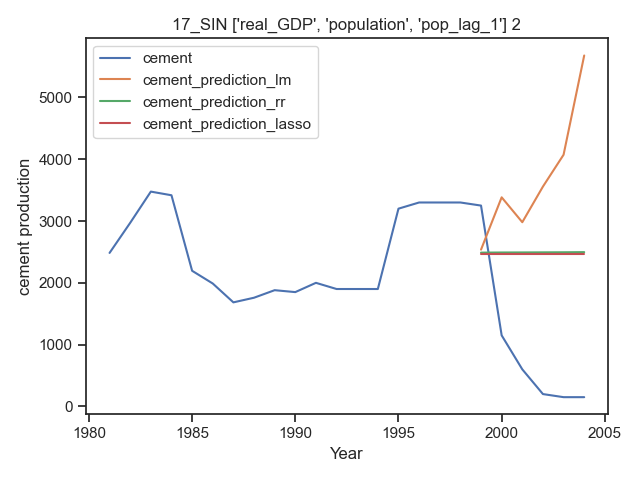 17_SIN ['real_GDP', 'population', 'pop_lag_1'] 2
cement
cement_prediction_lm
cement_prediction_rr
cement_prediction_lasso
cement production
5000
4000
3000
2000
1000
0
1980
1985
1990
1995
2000
2005
Year